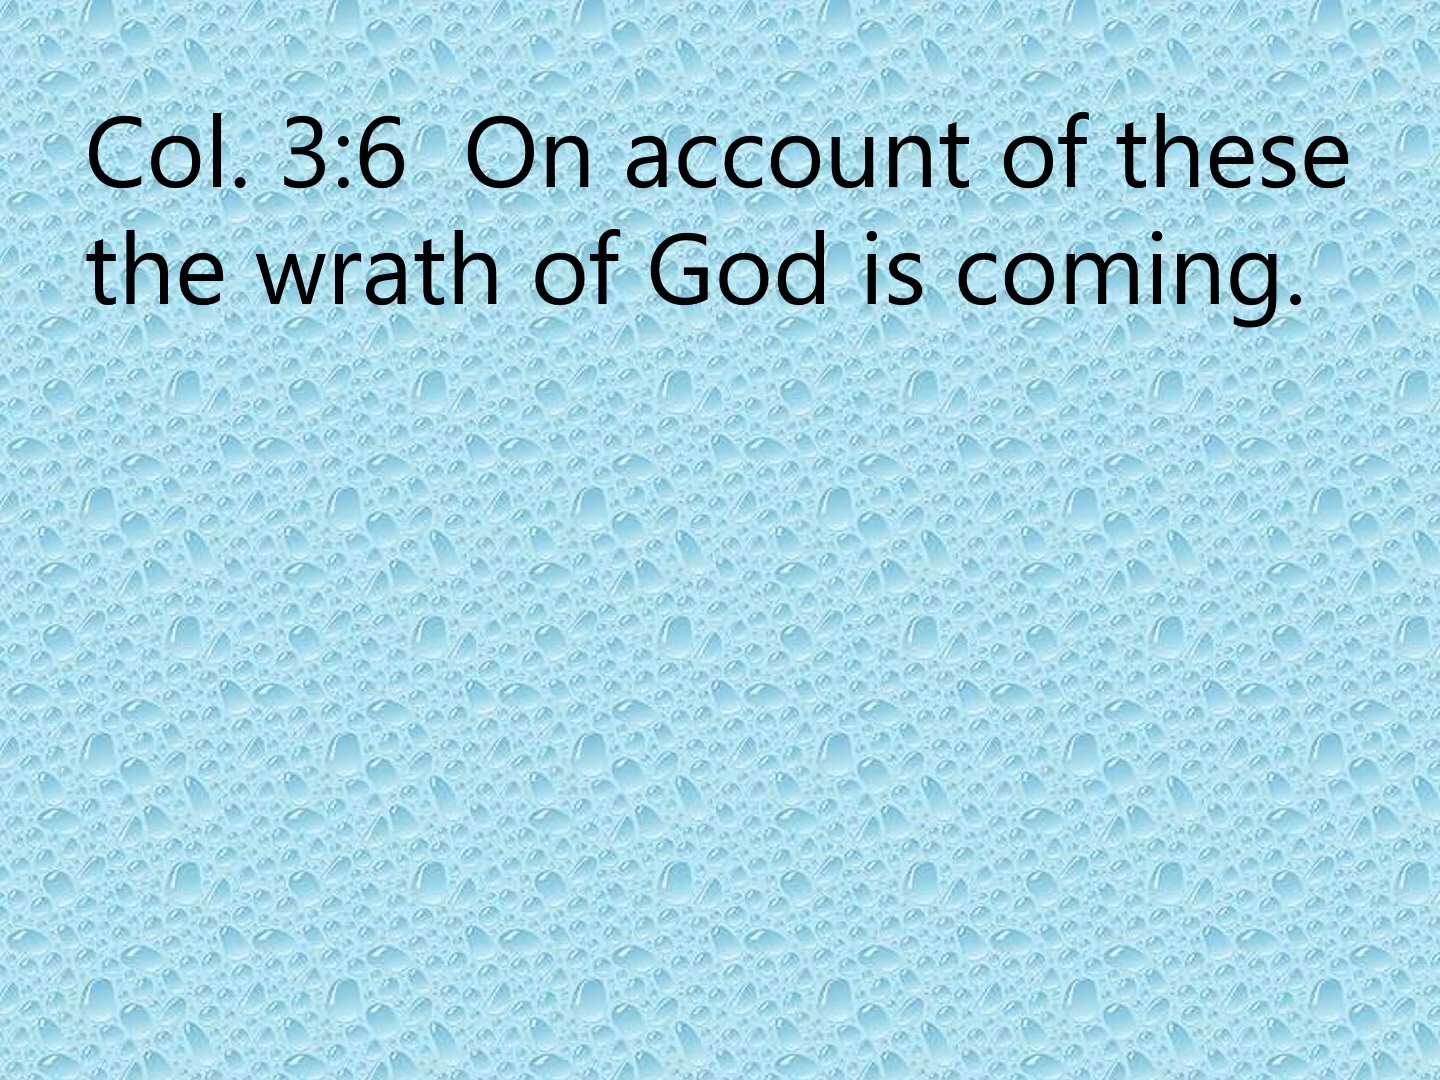 Col. 3:6  On account of these
the wrath of God is coming.